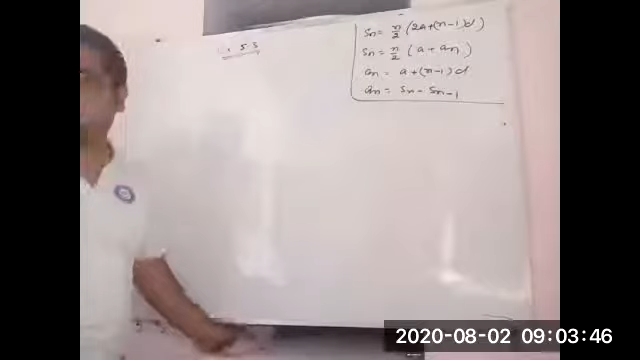 5.3
Sn = n/2 (2a+(n-1)d)
Sn = n/2 (a + an)
an = a+(n-1)d
an = Sn - Sn-1
2020-08-02 09:03:46